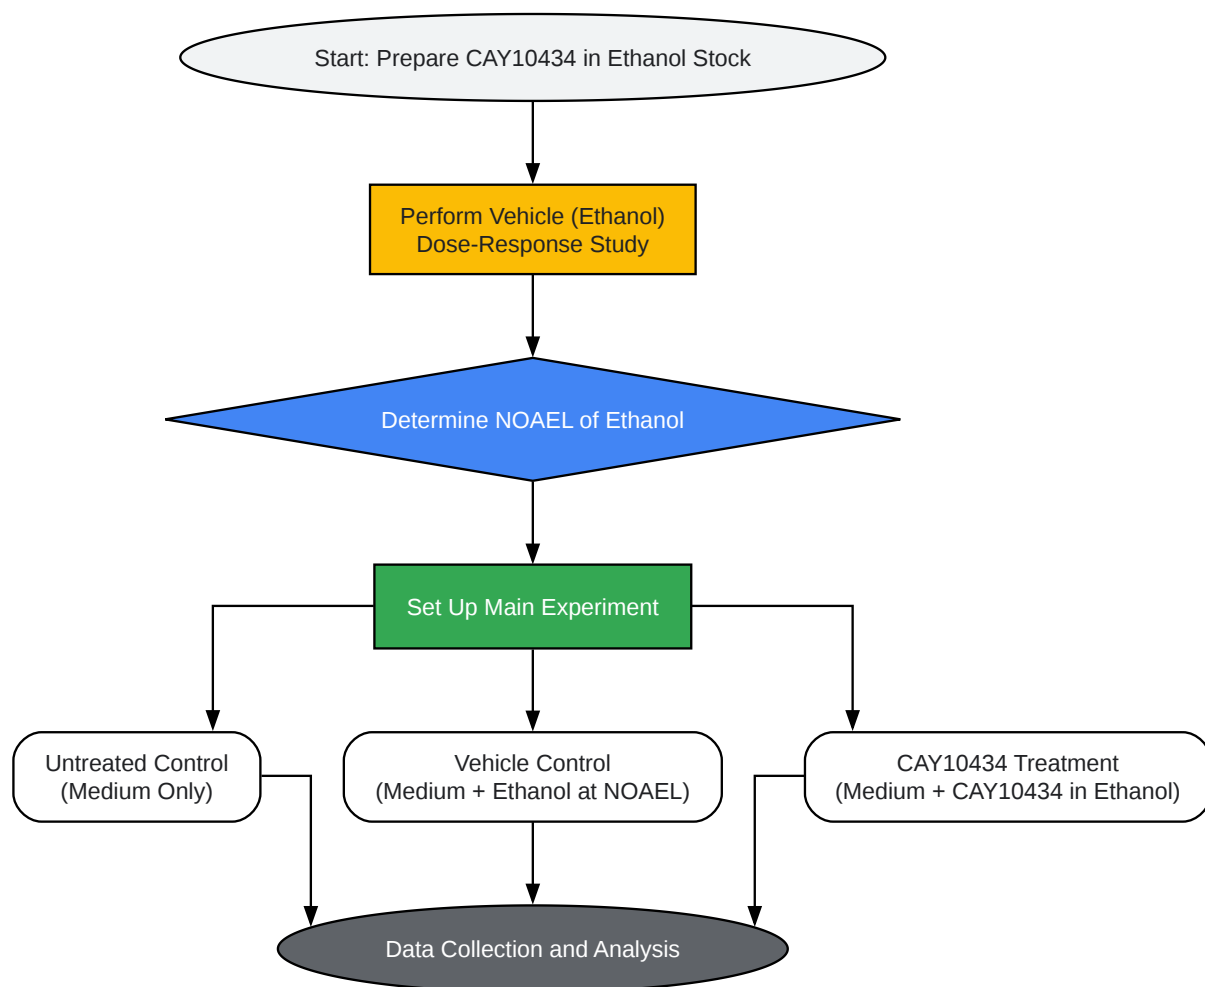 Start: Prepare CAY10434 in Ethanol Stock
Perform Vehicle (Ethanol)
Dose-Response Study
Determine NOAEL of Ethanol
Set Up Main Experiment
Untreated Control
(Medium Only)
Vehicle Control
(Medium + Ethanol at NOAEL)
CAY10434 Treatment
(Medium + CAY10434 in Ethanol)
Data Collection and Analysis